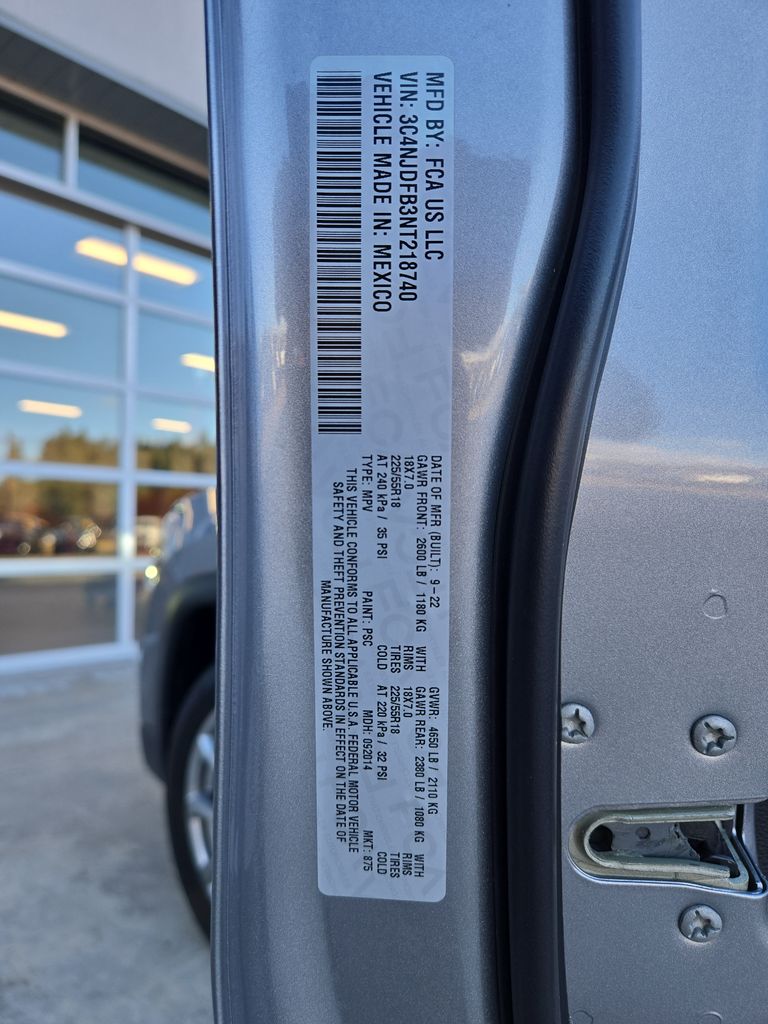 MFD BY: FCA US LLC
VIN: 3C4NJDFB3NT218740
VEHICLE MADE IN: MEXICO
DATE OF MFR (BUILT): 9-22 GVWR: 4650 LB / 2110 KG
GAWR FRONT: 2600 LB / 1180 KG WITH GAWR REAR: 2380 LB / 1080 KG WITH
18X7.0 RIMS 18X7.0 RIMS
225/55R18 TIRES 225/55R18 TIRES
AT 240 kPa / 35 PSI COLD AT 220 kPa / 32 PSI COLD
TYPE: MPV PAINT: PSC MDH: 092014 MKT: 875
THIS VEHICLE CONFORMS TO ALL APPLICABLE U.S.A. FEDERAL MOTOR VEHICLE
SAFETY AND THEFT PREVENTION STANDARDS IN EFFECT ON THE DATE OF
MANUFACTURE SHOWN ABOVE.